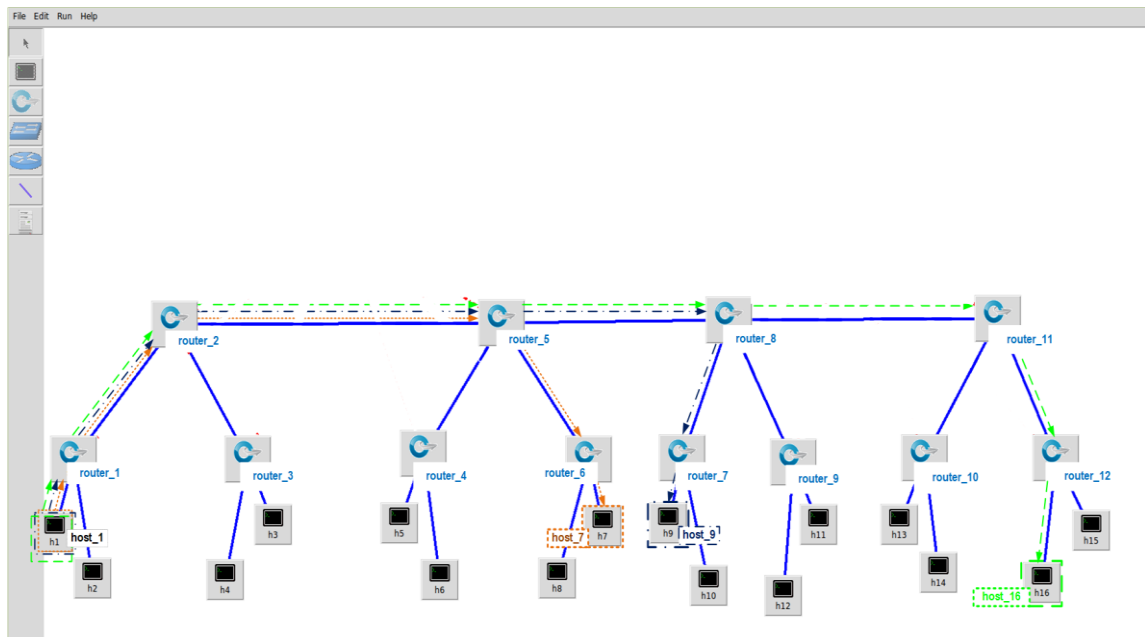 File Edit Run Help
router_2
router_5
router_8
router_11
router_1
router_3
router_4
router_6
router_7
router_9
router_10
router_12
h1
host_1
h3
h5
host_7
h7
h9
host_9
h11
h13
h15
h2
h4
h6
h8
h10
h12
h14
host_16
h16